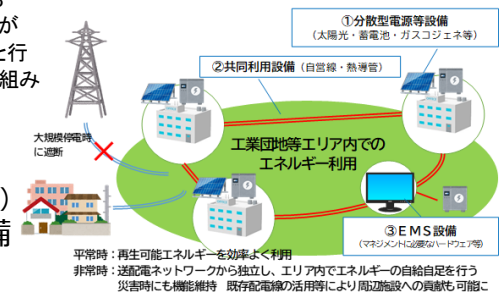 が
行
組み
①分散型電源等設備
(太陽光・蓄電池・ガスコジェネ等)
②共同利用設備(自営線・熱導管)
大規模停電時
に遮断
工業団地等エリア内での
エネルギー利用
)
備
③EMS設備
(マネジメントに必要なハードウェア等)
平常時:再生可能エネルギーを効率よく利用
非常時:送配電ネットワークから独立し、エリア内でエネルギーの自給自足を行う
災害時にも機能維持 既存配電線の活用等により周辺施設への貢献も可能に